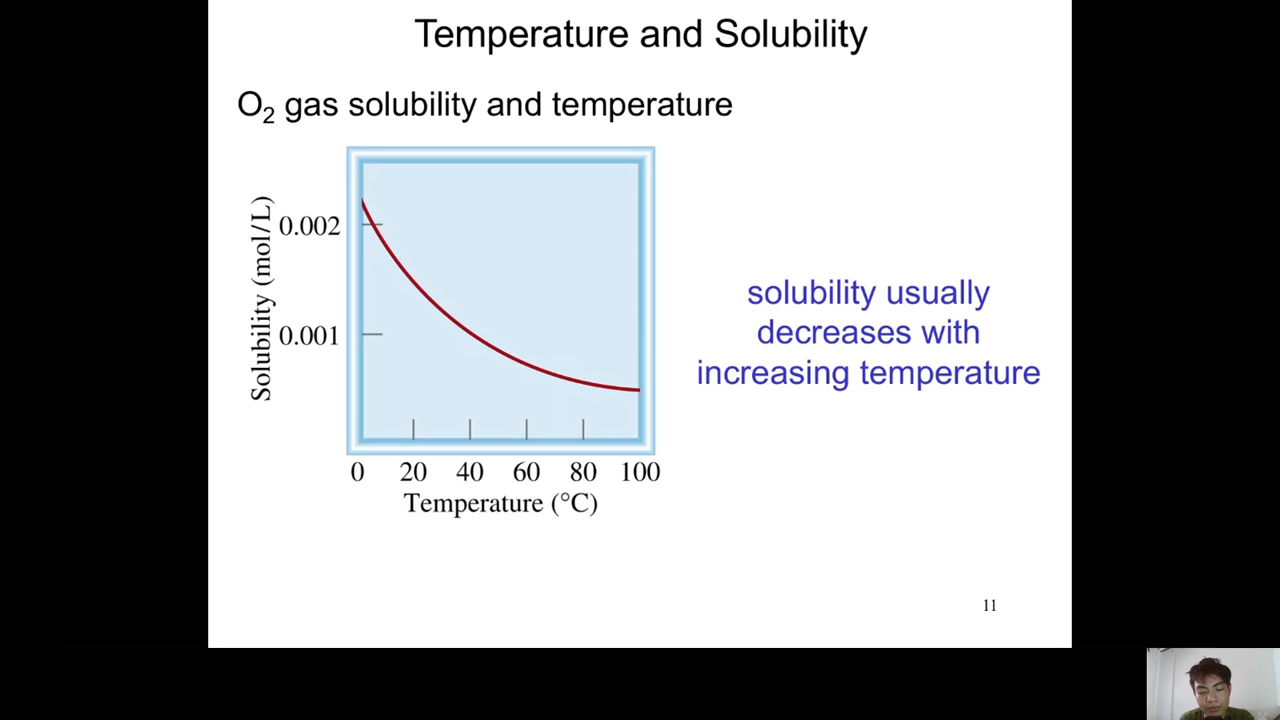 Temperature and Solubility
O₂ gas solubility and temperature
Solubility (mol/L)
0.002
0.001
0 20 40 60 80 100
Temperature (°C)
solubility usually
decreases with
increasing temperature
11